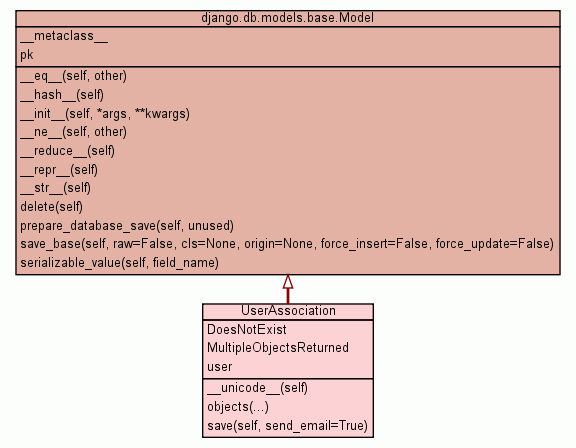 django.db.models.base.Model
__metaclass__
pk
__eq__(self, other)
__hash__(self)
__init__(self, *args, **kwargs)
__ne__(self, other)
__reduce__(self)
__repr__(self)
__str__(self)
delete(self)
prepare_database_save(self, unused)
save_base(self, raw=False, cls=None, origin=None, force_insert=False, force_update=False)
serializable_value(self, field_name)
UserAssociation
DoesNotExist
MultipleObjectsReturned
user
__unicode__(self)
objects(...)
save(self, send_email=True)